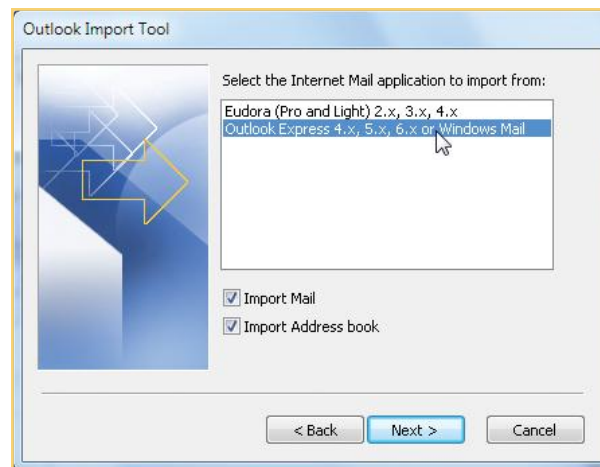 Outlook Import Tool
Select the Internet Mail application to import from:
Eudora (Pro and Light) 2.x, 3.x, 4.x
Outlook Express 4.x, 5.x, 6.x or Windows Mail
Import Mail
Import Address book
< Back Next > Cancel